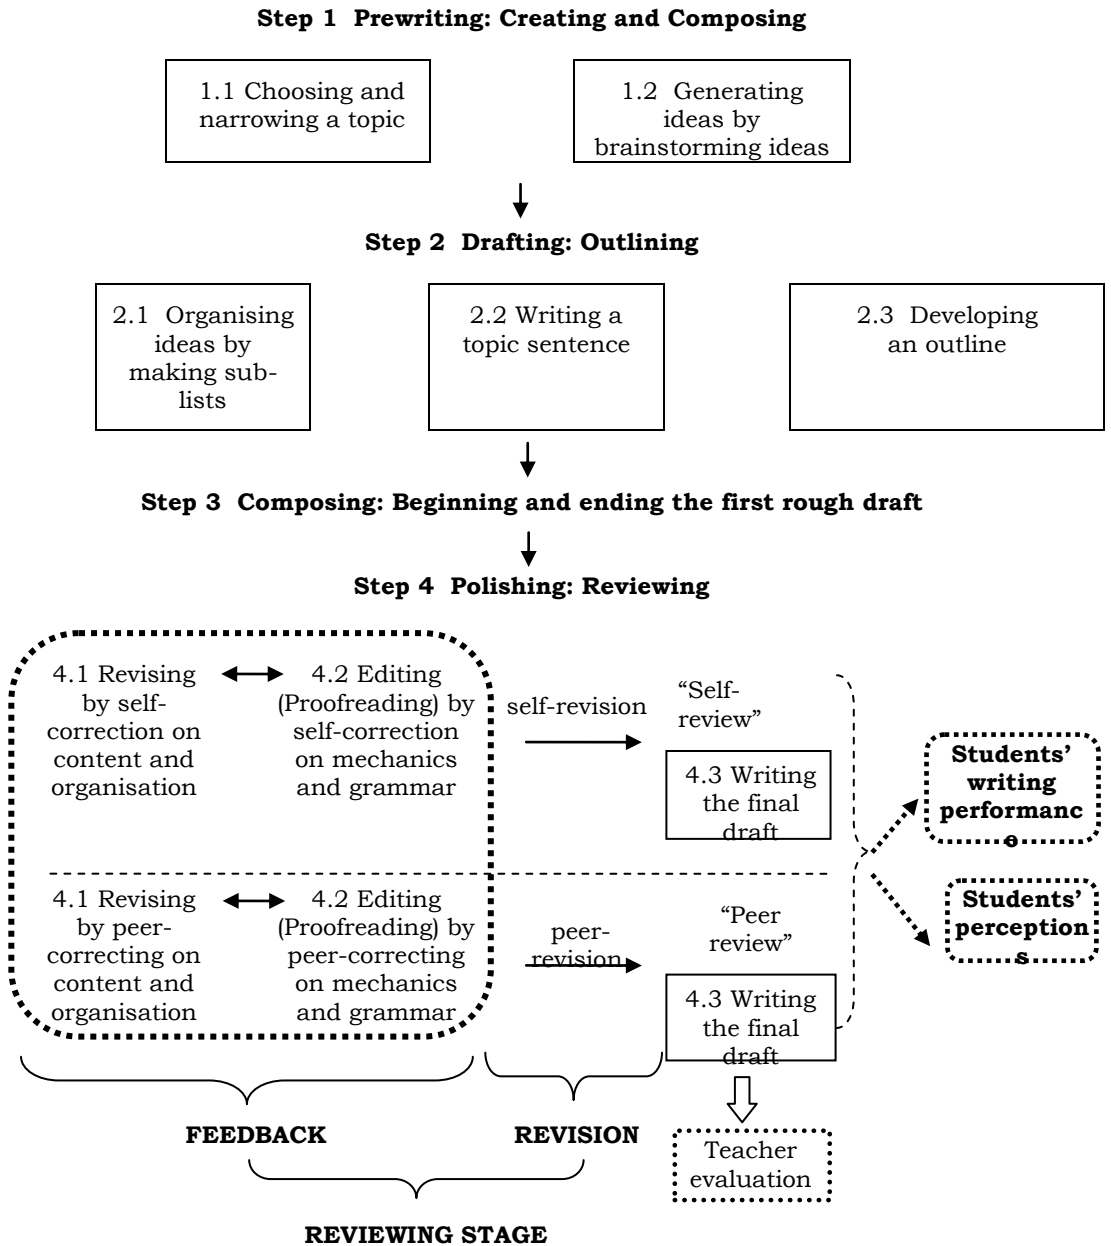 Step 1  Prewriting: Creating and Composing
1.1 Choosing and
narrowing a topic
1.2  Generating
ideas by
brainstorming ideas
Step 2  Drafting: Outlining
2.1  Organising
ideas by
making sub-
lists
2.2 Writing a
topic sentence
2.3  Developing
an outline
Step 3  Composing: Beginning and ending the first rough draft
Step 4  Polishing: Reviewing
4.1 Revising
by self-
correction on
content and
organisation
4.2 Editing
(Proofreading) by
self-correction
on mechanics
and grammar
self-revision
“Self-
review”
4.3 Writing
the final
draft
Students’
writing
performanc
e
4.1 Revising
by peer-
correcting on
content and
organisation
4.2 Editing
(Proofreading) by
peer-correcting
on mechanics
and grammar
peer-
revision
“Peer
review”
4.3 Writing
the final
draft
Students’
perception
s
FEEDBACK
REVISION
Teacher
evaluation
REVIEWING STAGE